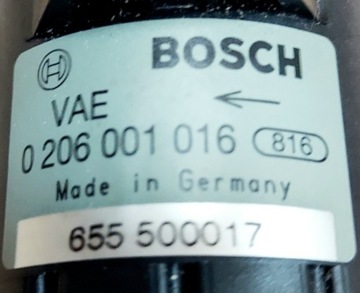 BOSCH
VAE
0 206 001 016 816
Made in Germany
655 500017